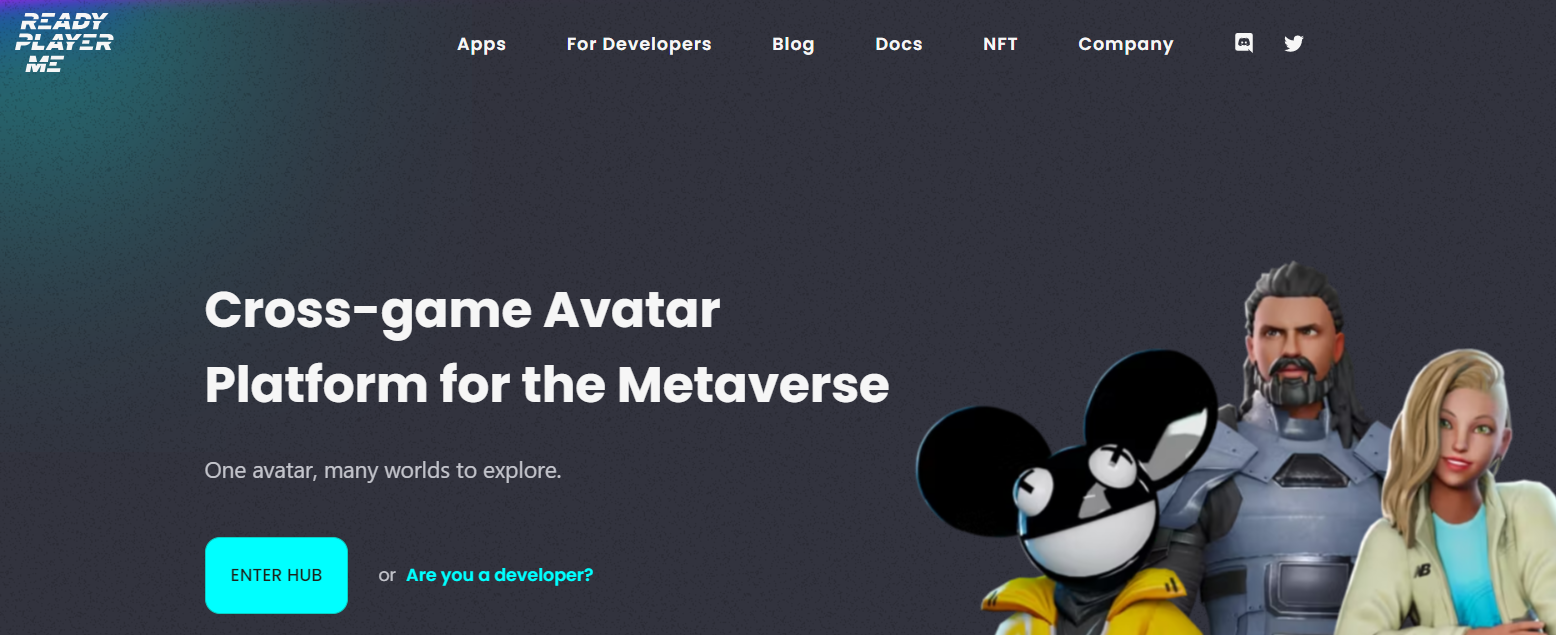 READY
PLAYER
ME
Apps
For Developers
Blog
Docs
NFT
Company
Cross-game Avatar
Platform for the Metaverse
One avatar, many worlds to explore.
ENTER HUB
or Are you a developer?
NB